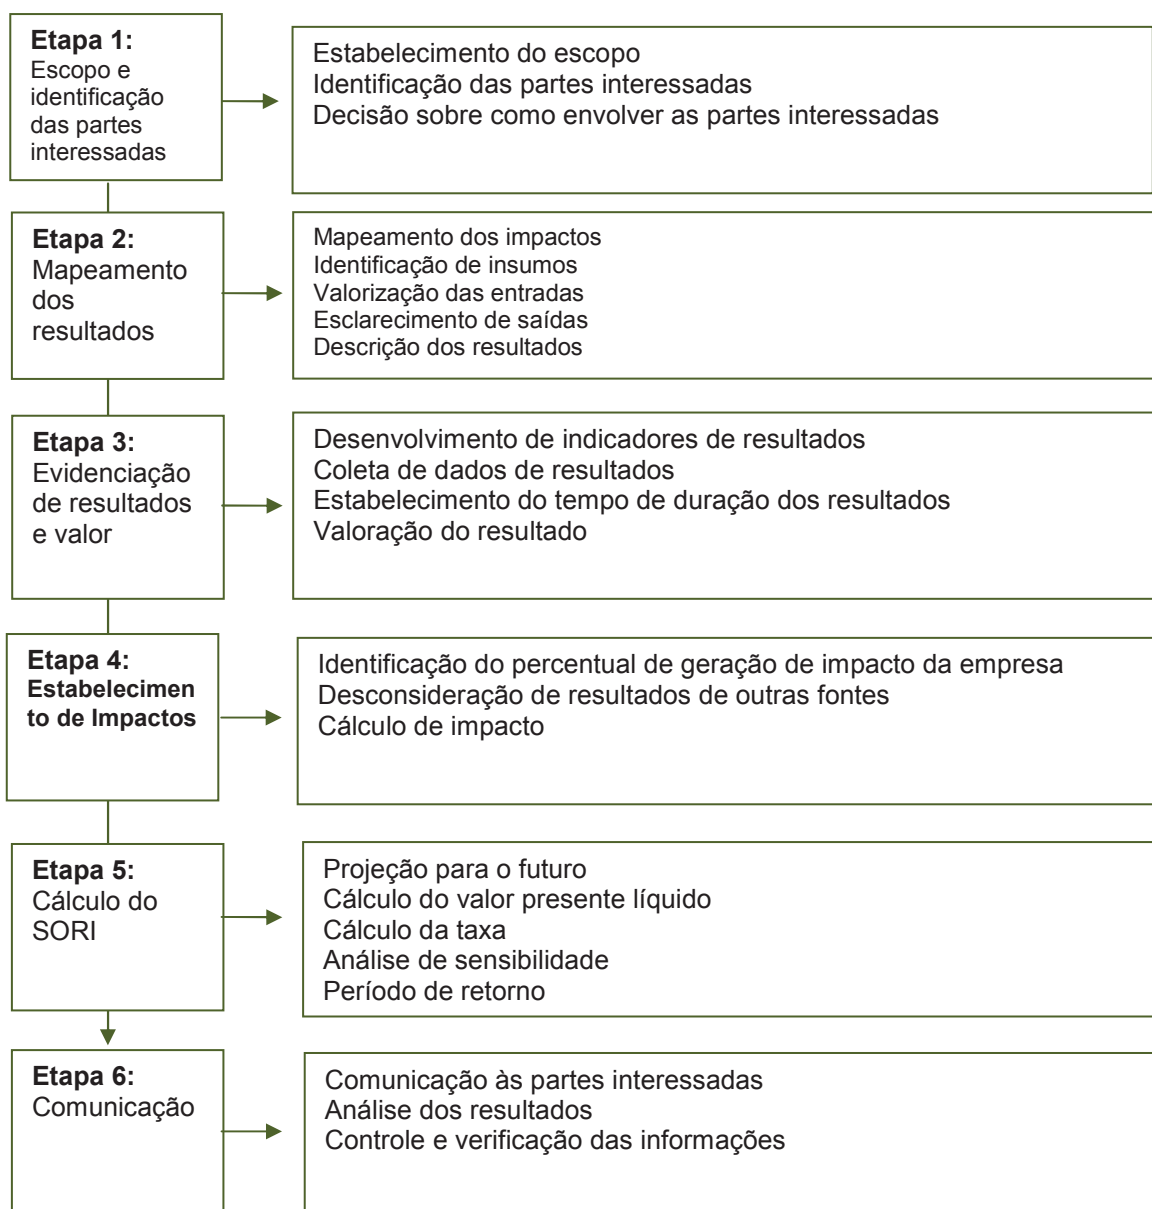 Etapa 1:
Escopo e
identificação
das partes
interessadas
Estabelecimento do escopo
Identificação das partes interessadas
Decisão sobre como envolver as partes interessadas
Etapa 2:
Mapeamento
dos
resultados
Mapeamento dos impactos
Identificação de insumos
Valorização das entradas
Esclarecimento de saídas
Descrição dos resultados
Etapa 3:
Evidenciação
de resultados
e valor
Desenvolvimento de indicadores de resultados
Coleta de dados de resultados
Estabelecimento do tempo de duração dos resultados
Valoração do resultado
Etapa 4:
Estabelecimen
to de Impactos
Identificação do percentual de geração de impacto da empresa
Desconsideração de resultados de outras fontes
Cálculo de impacto
Etapa 5:
Cálculo do
SORI
Projeção para o futuro
Cálculo do valor presente líquido
Cálculo da taxa
Análise de sensibilidade
Período de retorno
Etapa 6:
Comunicação
Comunicação às partes interessadas
Análise dos resultados
Controle e verificação das informações